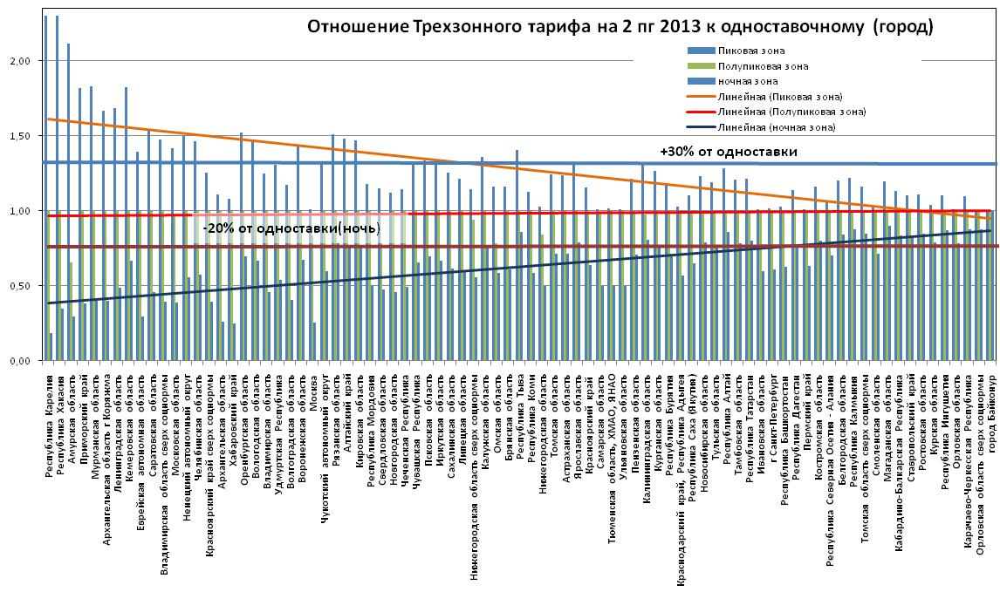 Отношение Трехзонного тарифа на 2 пг 2013 к одноставочному (город)
Пиковая зона
Полупиковая зона
ночная зона
Линейная (Пиковая зона)
Линейная (Полупиковая зона)
Линейная (ночная зона)
2,00
1,50
1,00
0,50
0,00
+30% от одноставки
-20% от одноставки(ночь)
Республика Карелия
Республика Хакасия
Амурская область
Приморский край
Мурманская область
Архангельская область г Коряжма
Ленинградская область
Кемеровская область
Еврейская автономная область
Саратовская область
Владимирская область сверх соцнормы
Московская область
Ненецкий автономный округ
Челябинская область
Красноярский край сверх соцнормы
Архангельская область
Хабаровский край
Оренбургская область
Вологодская область
Владимирская область
Удмуртская Республика
Волгоградская область
Воронежская область
Москва
Чукотский автономный округ
Рязанская область
Алтайский край
Кировская область
Республика Мордовия
Свердловская область
Новгородская область
Чеченская Республика
Чувашская Республика
Псковская область
Иркутская область
Сахалинская область
Липецкая область
Нижегородская область сверх соцнормы
Калужская область
Омская область
Брянская область
Республика Тыва
Республика Коми
Нижегородская область
Томская область
Астраханская область
Ярославская область
Красноярский край
Самарская область
Тюменская область, ХМАО, ЯНАО
Ульяновская область
Пензенская область
Калининградская область
Курганская область
Республика Бурятия
Краснодарский край, Республика Адыгея
Республика Саха (Якутия)
Новосибирская область
Тульская область
Республика Алтай
Тамбовская область
Республика Татарстан
Ивановская область
г Санкт-Петербург
Республика Башкортостан
Республика Дагестан
Пермский край
Костромская область
Республика Северная Осетия - Алания
Белгородская область
Республика Калмыкия
Томская область сверх соцнормы
Смоленская область
Магаданская область
Кабардино-Балкарская Республика
Ставропольский край
Ростовская область
Курская область
Республика Ингушетия
Орловская область
Карачаево-Черкесская Республика
Орловская область сверх соцнормы
город Байконур